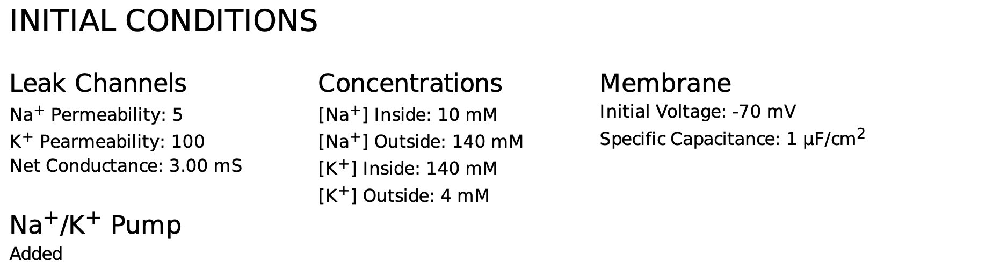 INITIAL CONDITIONS
Leak Channels
Na⁺ Permeability: 5
K⁺ Pearmeability: 100
Net Conductance: 3.00 mS
Na⁺/K⁺ Pump
Added
Concentrations
[Na⁺] Inside: 10 mM
[Na⁺] Outside: 140 mM
[K⁺] Inside: 140 mM
[K⁺] Outside: 4 mM
Membrane
Initial Voltage: -70 mV
Specific Capacitance: 1 µF/cm²